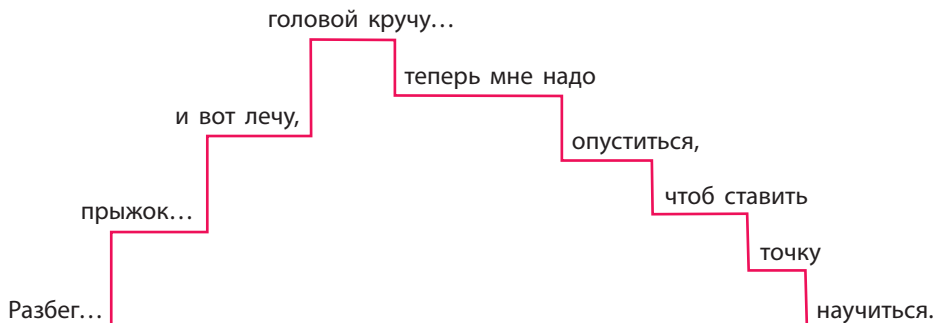 Разбег…
прыжок…
и вот лечу,
головой кручу…
теперь мне надо
опуститься,
чтоб ставить
точку
научиться.